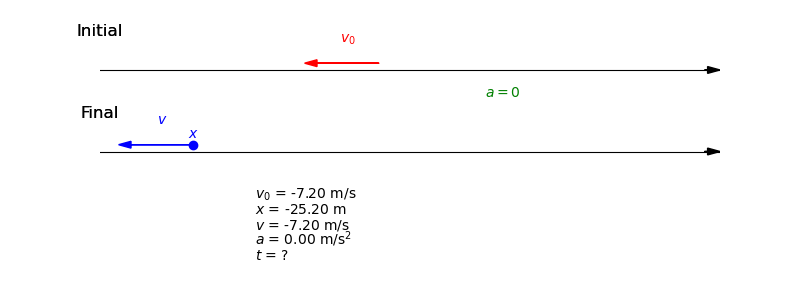 Initial
v₀
a = 0
Final
v
x
v₀ = -7.20 m/s
x = -25.20 m
v = -7.20 m/s
a = 0.00 m/s²
t = ?